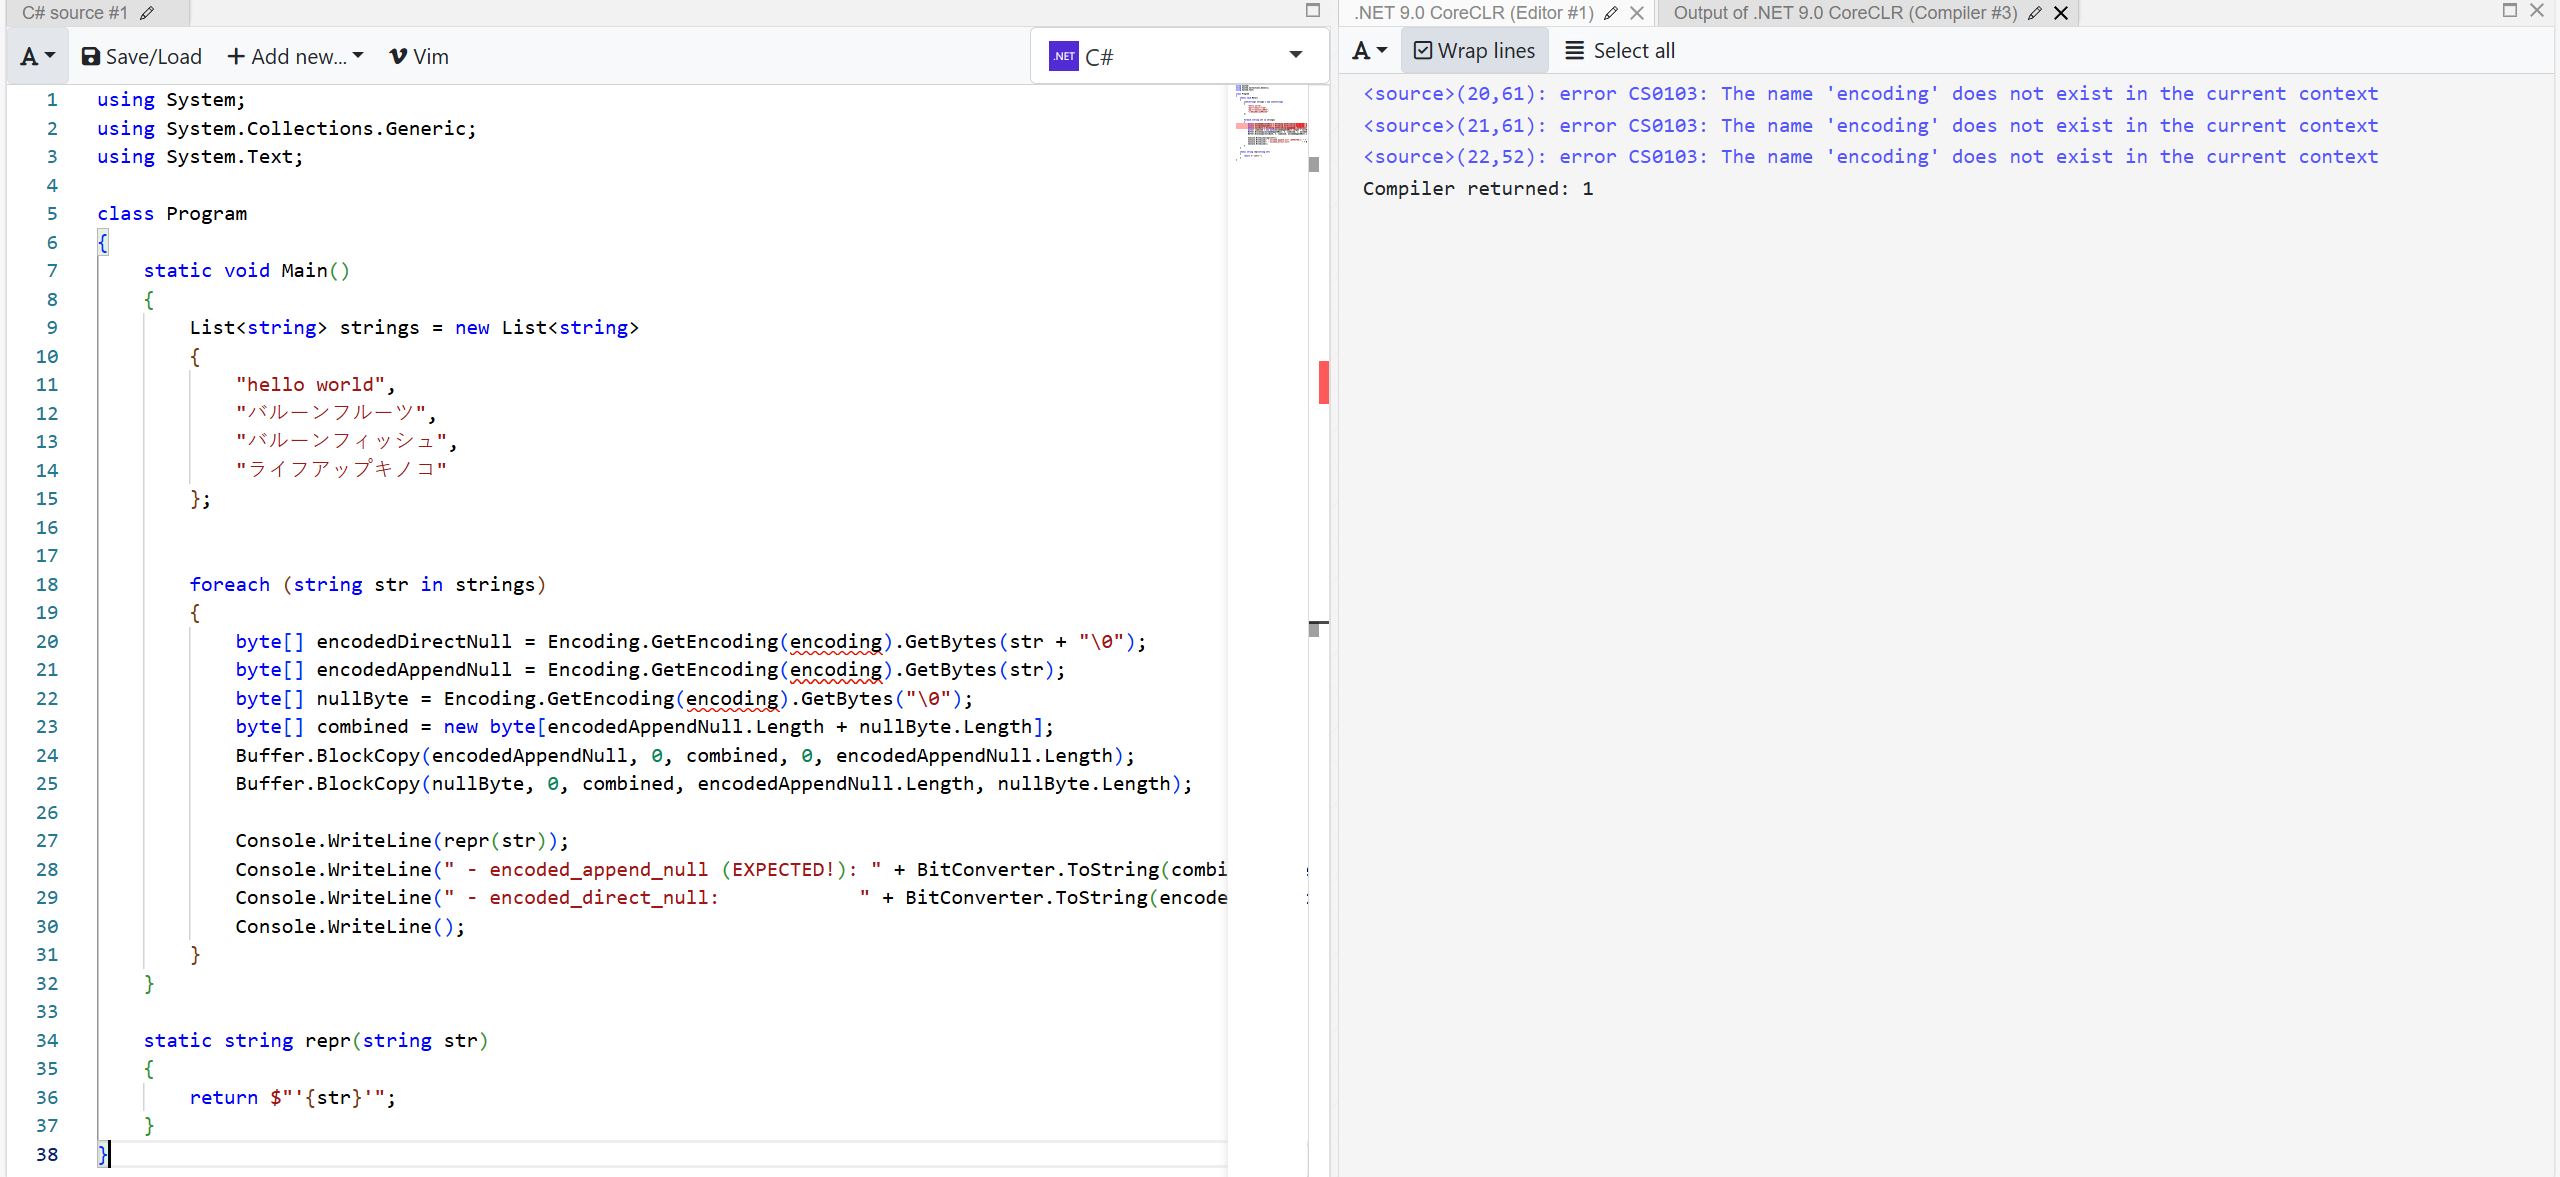 C# source #1
A Save/Load Add new... Vim .NET C#
1 using System;
2 using System.Collections.Generic;
3 using System.Text;
4
5 class Program
6 {
7 static void Main()
8 {
9 List<string> strings = new List<string>
10 {
11 "hello world",
12 "バルーンフルーツ",
13 "バルーンフィッシュ",
14 "ライフアップキノコ"
15 };
16
17
18 foreach (string str in strings)
19 {
20 byte[] encodedDirectNull = Encoding.GetEncoding(encoding).GetBytes(str + "\0");
21 byte[] encodedAppendNull = Encoding.GetEncoding(encoding).GetBytes(str);
22 byte[] nullByte = Encoding.GetEncoding(encoding).GetBytes("\0");
23 byte[] combined = new byte[encodedAppendNull.Length + nullByte.Length];
24 Buffer.BlockCopy(encodedAppendNull, 0, combined, 0, encodedAppendNull.Length);
25 Buffer.BlockCopy(nullByte, 0, combined, encodedAppendNull.Length, nullByte.Length);
26
27 Console.WriteLine(repr(str));
28 Console.WriteLine(" - encoded_append_null (EXPECTED!): " + BitConverter.ToString(combi
29 Console.WriteLine(" - encoded_direct_null:            " + BitConverter.ToString(encode
30 Console.WriteLine();
31 }
32 }
33
34 static string repr(string str)
35 {
36 return $"'{str}'";
37 }
38 }
.NET 9.0 CoreCLR (Editor #1) Output of .NET 9.0 CoreCLR (Compiler #3)
A Wrap lines Select all
<source>(20,61): error CS0103: The name 'encoding' does not exist in the current context
<source>(21,61): error CS0103: The name 'encoding' does not exist in the current context
<source>(22,52): error CS0103: The name 'encoding' does not exist in the current context
Compiler returned: 1